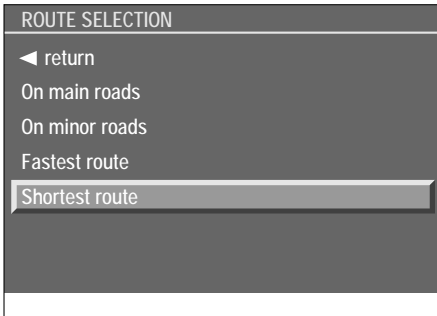 ROUTE SELECTION
◄ return
On main roads
On minor roads
Fastest route
Shortest route